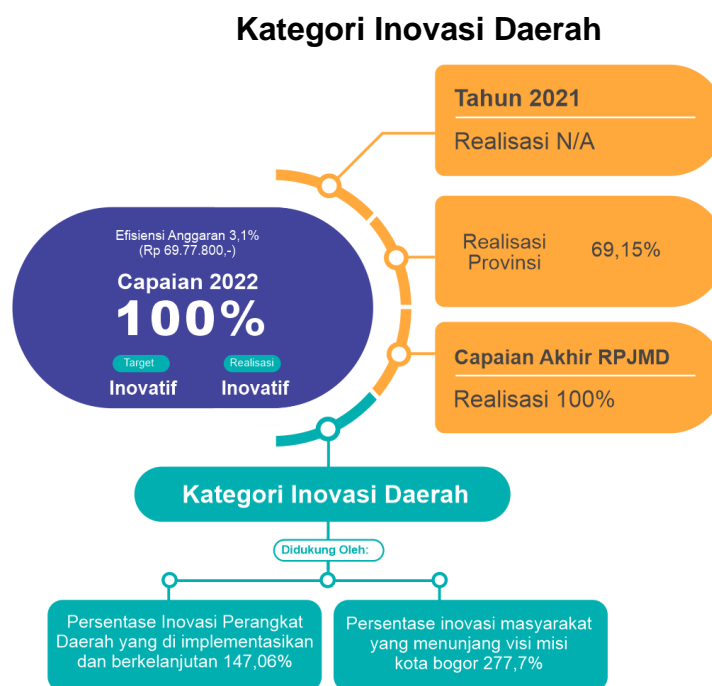 Kategori Inovasi Daerah
Tahun 2021
Realisasi N/A
Efisiensi Anggaran 3,1%
(Rp 69.77.800,-)
Capaian 2022
100%
Target
Realisasi
Inovatif
Inovatif
Realisasi
Provinsi
69,15%
Capaian Akhir RPJMD
Realisasi 100%
Kategori Inovasi Daerah
Didukung Oleh:
Persentase Inovasi Perangkat
Daerah yang di implementasikan
dan berkelanjutan 147,06%
Persentase inovasi masyarakat
yang menunjang visi misi
kota bogor 277,7%